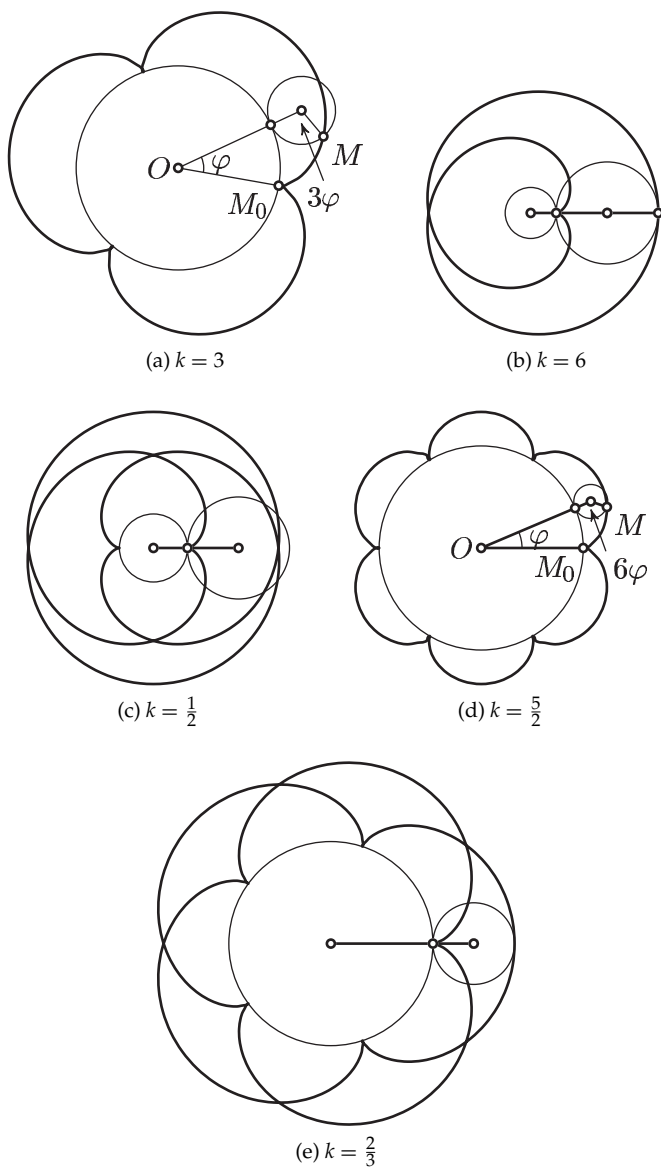 O φ M
M₀ 3φ
(a) k = 3
(b) k = 6
(c) k = 1/2
O φ M
M₀ 6φ
(d) k = 5/2
(e) k = 2/3